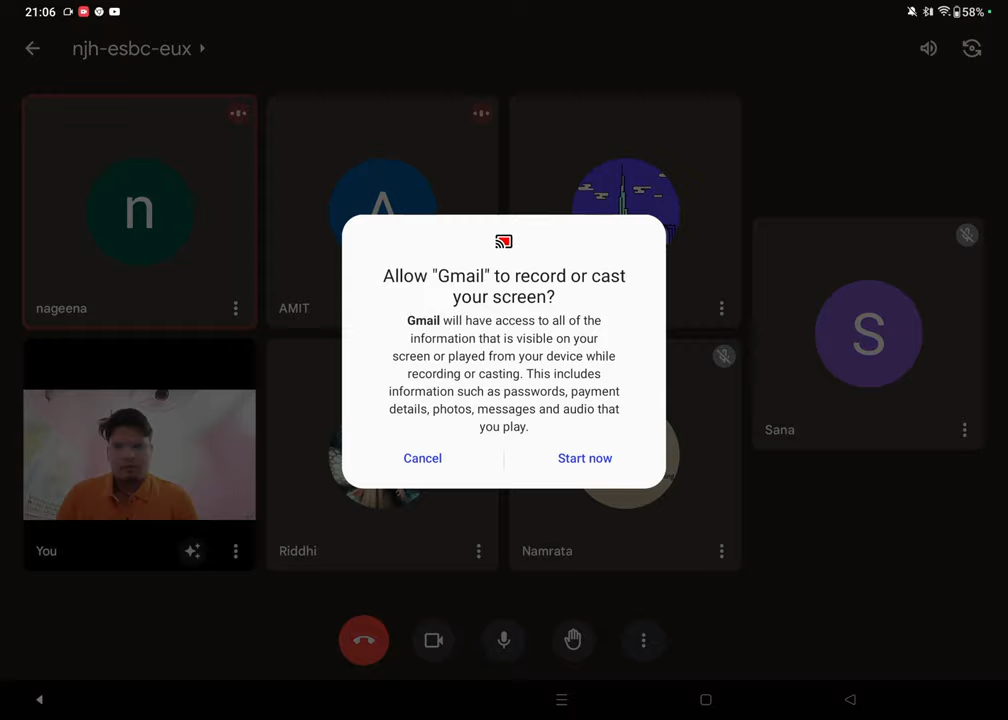 21:06
58%
njh-esbc-eux
n
A
S
nageena
AMIT
Sana
You
Riddhi
Namrata
Allow "Gmail" to record or cast
your screen?
Gmail will have access to all of the
information that is visible on your
screen or played from your device while
recording or casting. This includes
information such as passwords, payment
details, photos, messages and audio that
you play.
Cancel
Start now